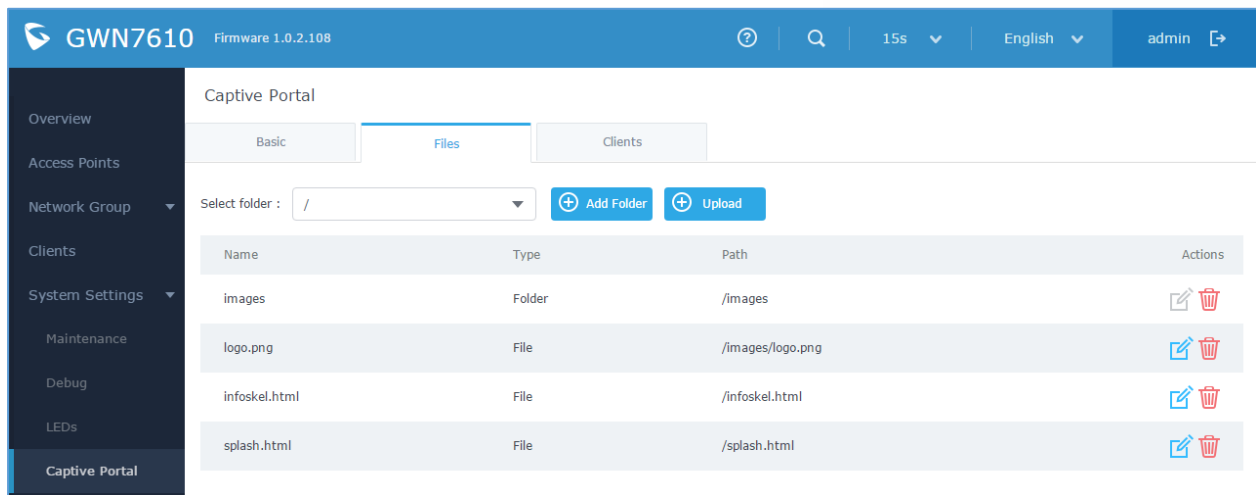 GWN7610 Firmware 1.0.2.108 15s English admin
Overview
Access Points
Network Group
Clients
System Settings
Maintenance
Debug
LEDs
Captive Portal
Captive Portal
Basic Files Clients
Select folder : / Add Folder Upload
Name Type Path Actions
images Folder /images
logo.png File /images/logo.png
infoskel.html File /infoskel.html
splash.html File /splash.html